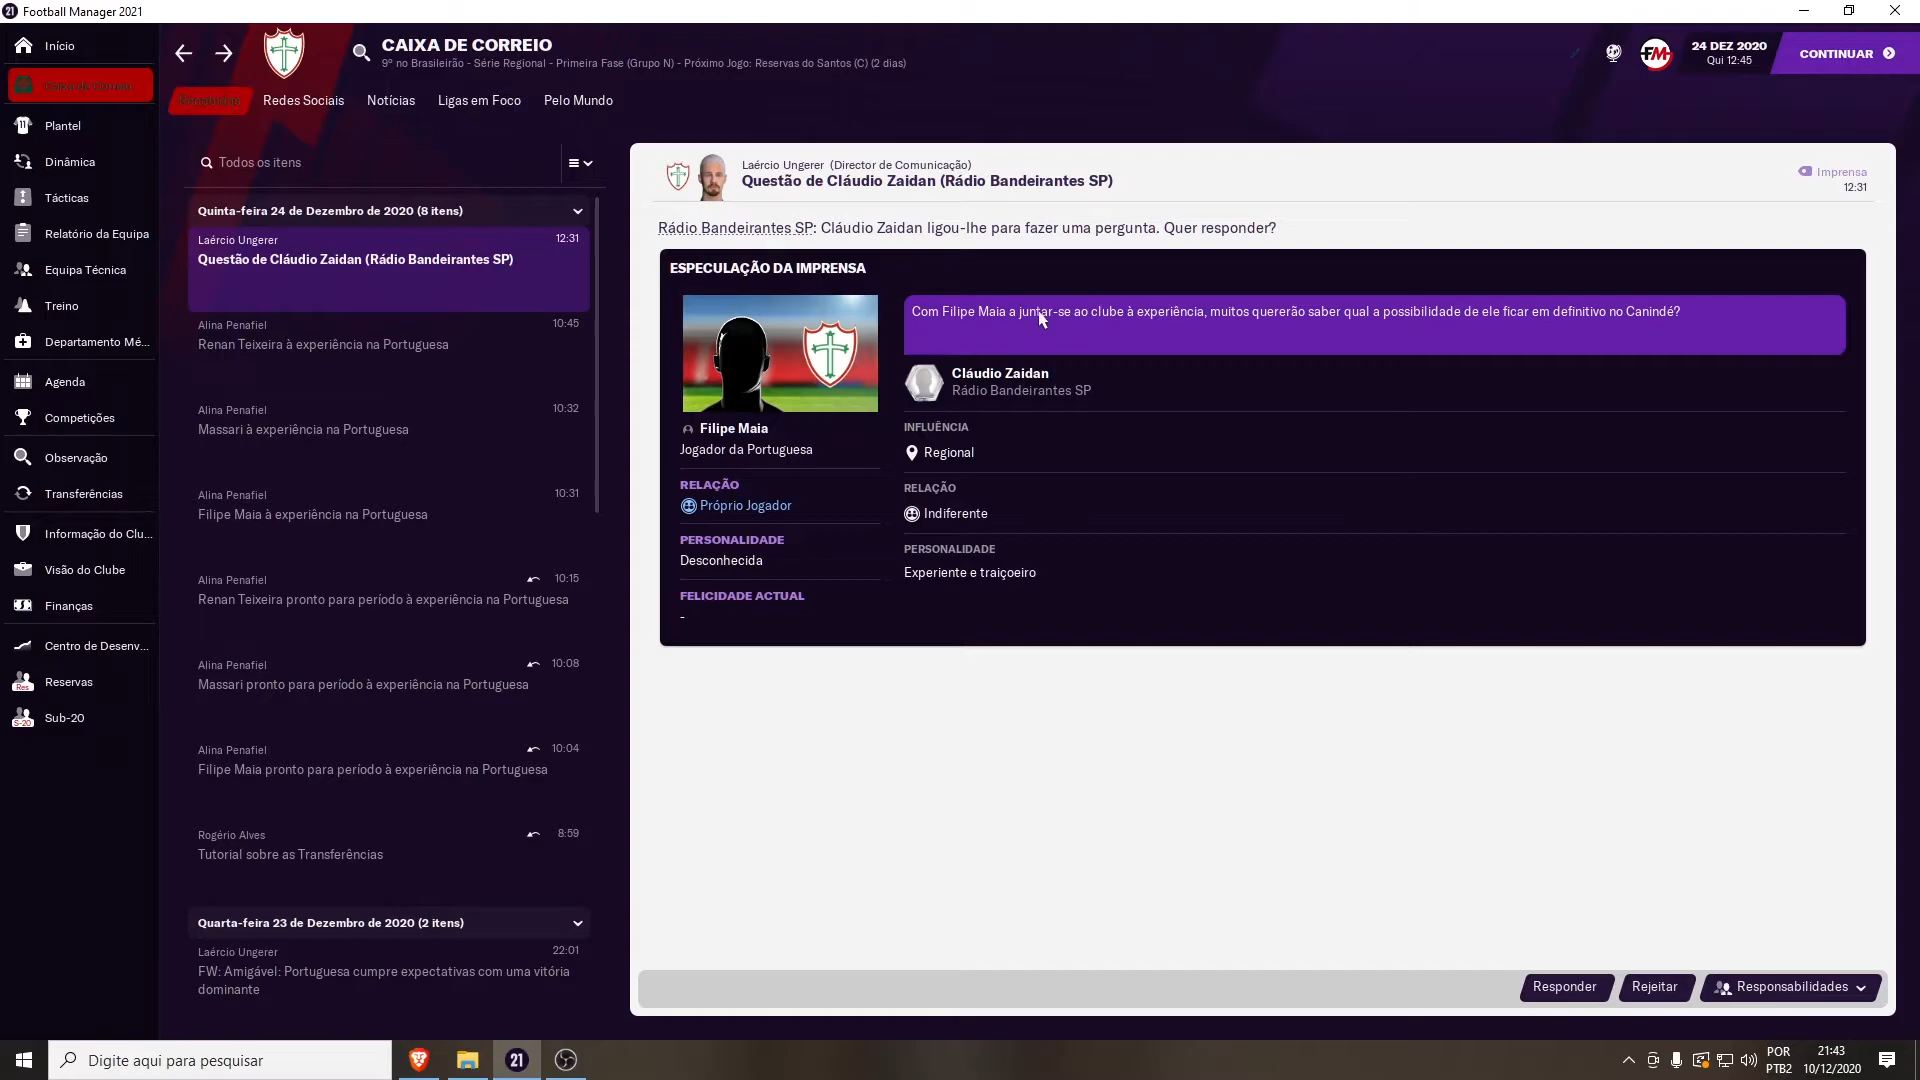 Football Manager 2021
Início
Caixa de Correio
Plantel
Dinâmica
Tácticas
Relatório da Equipa
Equipa Técnica
Treino
Departamento Mé...
Agenda
Competições
Observação
Transferências
Informação do Clu...
Visão do Clube
Finanças
Centro de Desenv...
Reservas
Sub-20
CAIXA DE CORREIO
9º no Brasileirão - Série Regional - Primeira Fase (Grupo N) - Próximo Jogo: Reservas do Santos (C) (2 dias)
24 DEZ 2020
Qui 12:45
CONTINUAR
Redes Sociais
Notícias
Ligas em Foco
Pelo Mundo
Todos os itens
Quinta-feira 24 de Dezembro de 2020 (8 itens)
Laércio Ungerer 12:31
Questão de Cláudio Zaidan (Rádio Bandeirantes SP)
Alina Penafiel 10:45
Renan Teixeira à experiência na Portuguesa
Alina Penafiel 10:32
Massari à experiência na Portuguesa
Alina Penafiel 10:31
Filipe Maia à experiência na Portuguesa
Alina Penafiel 10:15
Renan Teixeira pronto para período à experiência na Portuguesa
Alina Penafiel 10:08
Massari pronto para período à experiência na Portuguesa
Alina Penafiel 10:04
Filipe Maia pronto para período à experiência na Portuguesa
Rogério Alves 8:59
Tutorial sobre as Transferências
Quarta-feira 23 de Dezembro de 2020 (2 itens)
Laércio Ungerer 22:01
FW: Amigável: Portuguesa cumpre expectativas com uma vitória
dominante
Laércio Ungerer (Director de Comunicação)
Questão de Cláudio Zaidan (Rádio Bandeirantes SP)
Imprensa
12:31
Rádio Bandeirantes SP: Cláudio Zaidan ligou-lhe para fazer uma pergunta. Quer responder?
ESPECULAÇÃO DA IMPRENSA
Filipe Maia
Jogador da Portuguesa
RELAÇÃO
Próprio Jogador
PERSONALIDADE
Desconhecida
FELICIDADE ACTUAL
-
Com Filipe Maia a juntar-se ao clube à experiência, muitos quererão saber qual a possibilidade de ele ficar em definitivo no Canindé?
Cláudio Zaidan
Rádio Bandeirantes SP
INFLUÊNCIA
Regional
RELAÇÃO
Indiferente
PERSONALIDADE
Experiente e traiçoeiro
Responder
Rejeitar
Responsabilidades
Digite aqui para pesquisar
21
POR
PTB2
21:43
10/12/2020